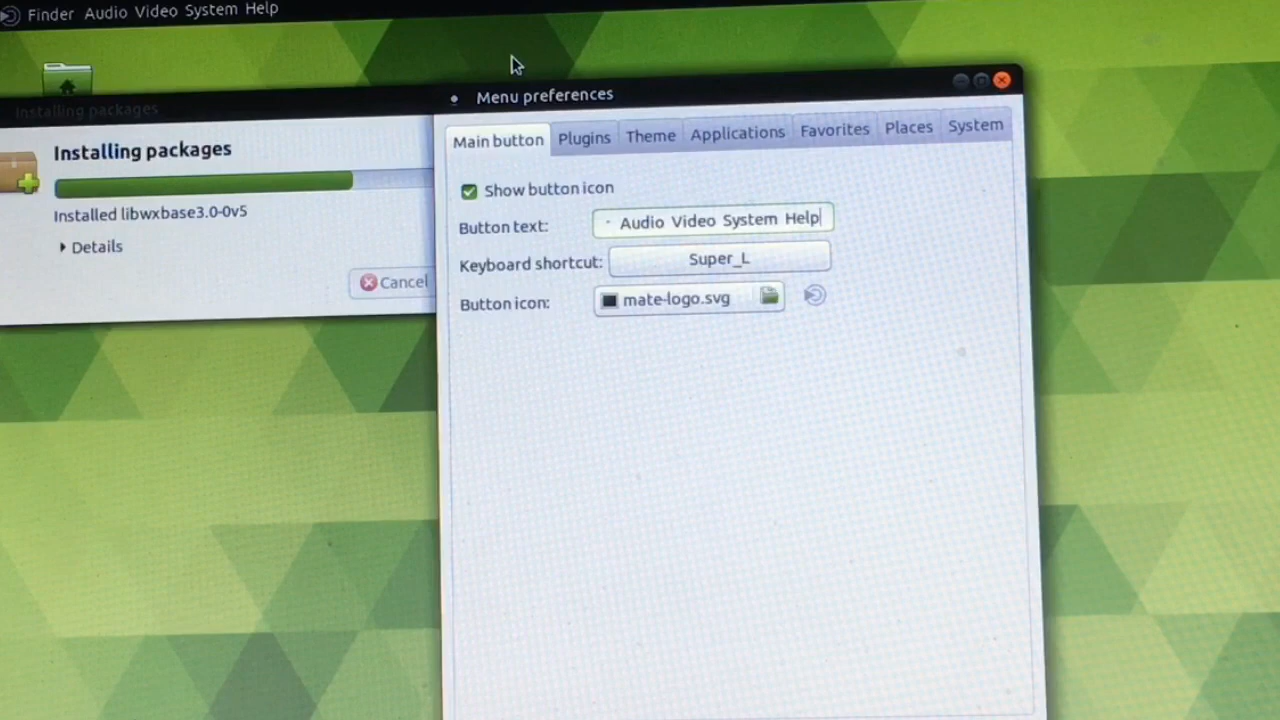 Finder Audio Video System Help
Installing packages
Installing packages
Installed libwxbase3.0-0v5
Details
Cancel
Menu preferences
Main button Plugins Theme Applications Favorites Places System
Show button icon
Button text: Audio Video System Help
Keyboard shortcut: Super_L
Button icon: mate-logo.svg